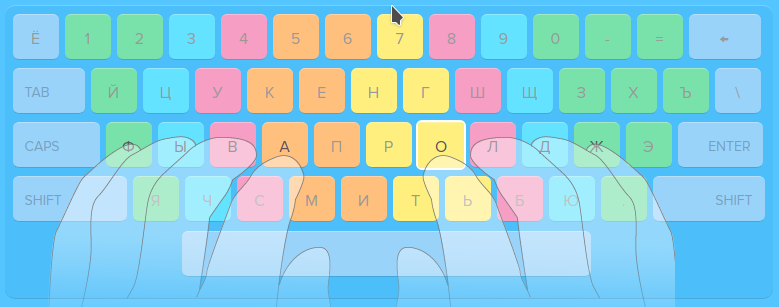 Ё 1 2 3 4 5 6 7 8 9 0 - = ←
TAB Й Ц У К Е Н Г Ш Щ З Х Ъ \
CAPS Ф Ы В А П Р О Л Д Ж Э ENTER
SHIFT Я Ч С М И Т Ь Б Ю . SHIFT